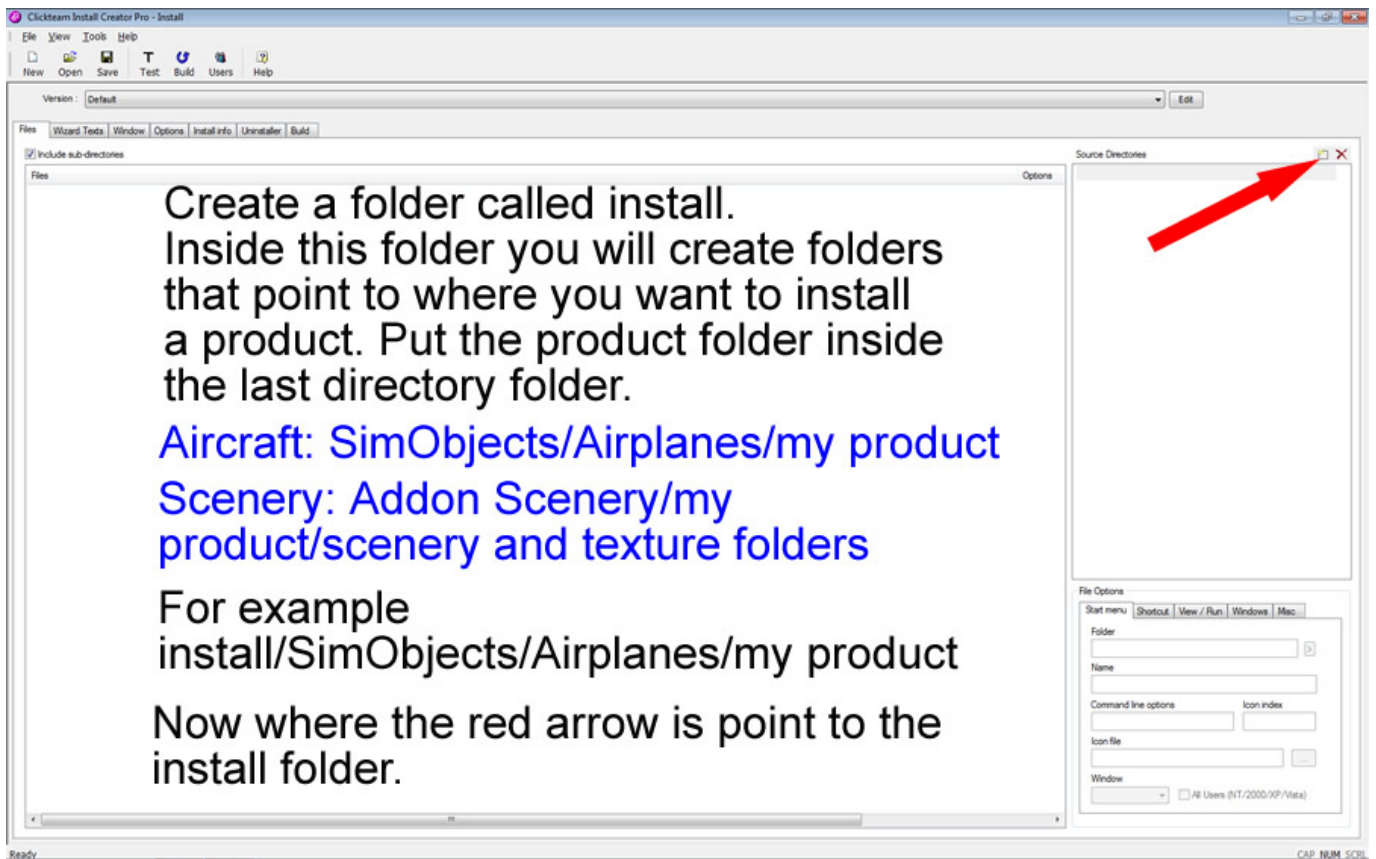 Clickteam Install Creator Pro - Install
File View Tools Help
New Open Save Test Build Users Help
Version : Default Edit
Files Wizard Texts Window Options Install info Uninstaller Build
Include sub-directories
Source Directories
Files Options
Create a folder called install.
Inside this folder you will create folders
that point to where you want to install
a product. Put the product folder inside
the last directory folder.
Aircraft: SimObjects/Airplanes/my product
Scenery: Addon Scenery/my
product/scenery and texture folders
For example
install/SimObjects/Airplanes/my product
Now where the red arrow is point to the
install folder.
File Options
Start menu Shortcut View / Run Windows Misc
Folder
Name
Command line options Icon index
Icon file
...
Window
All Users (NT/2000/XP/Vista)
Ready CAP NUM SCRL